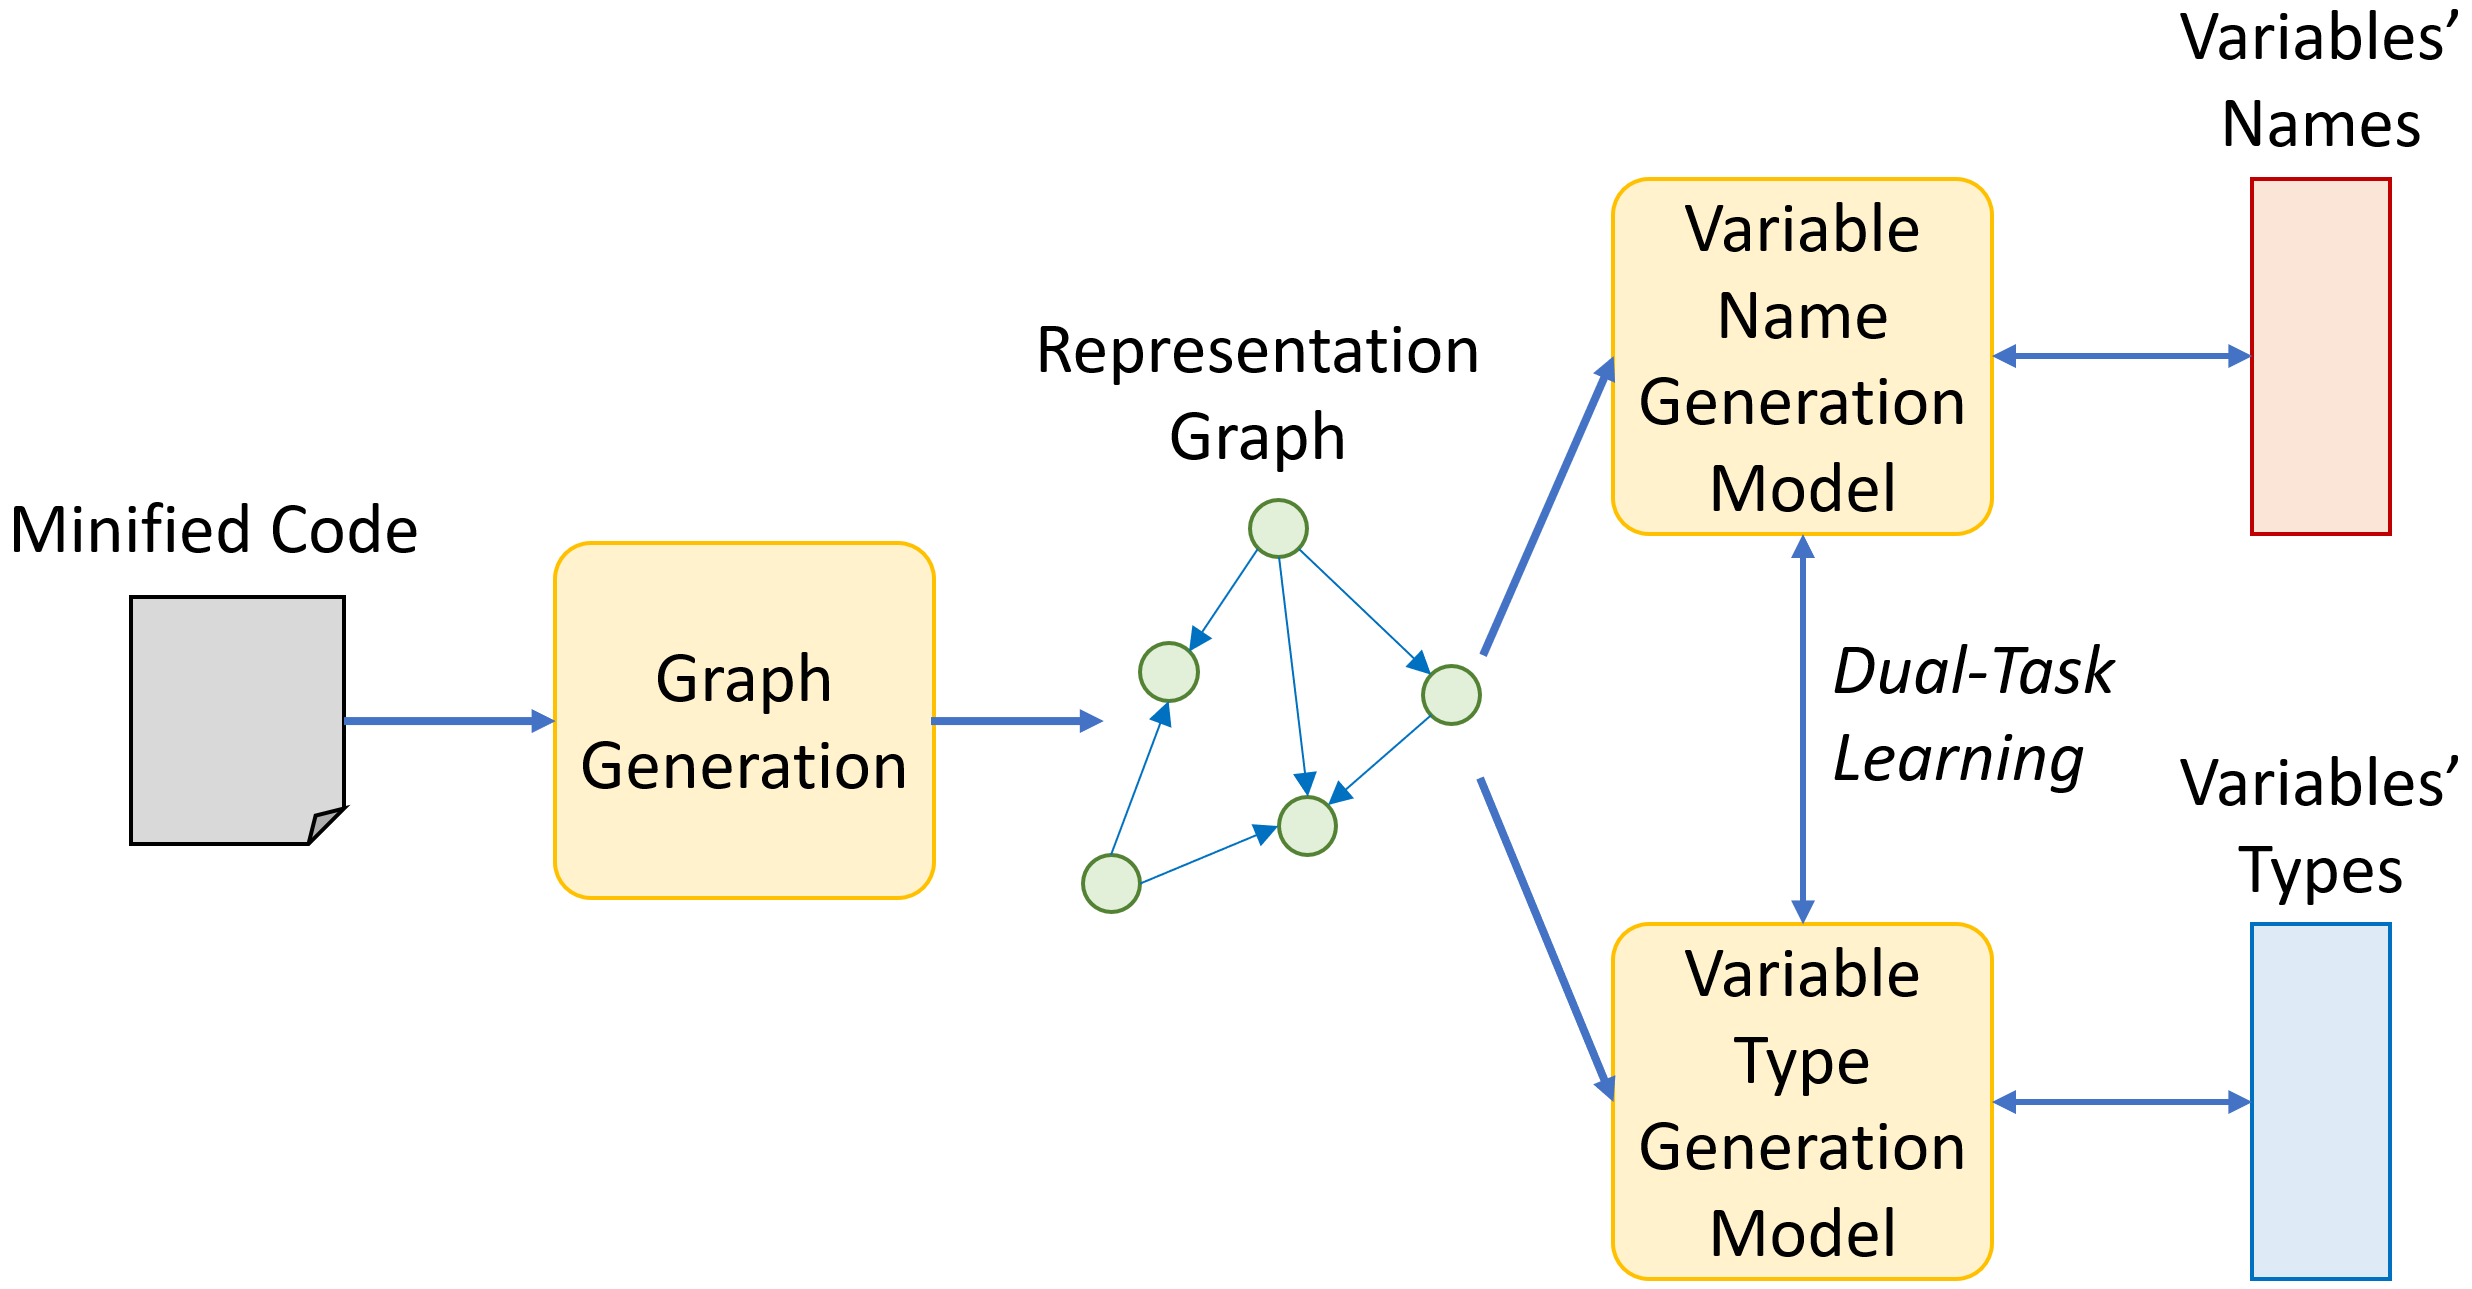 Minified Code
Graph
Generation
Representation
Graph
Variable
Name
Generation
Model
Dual-Task
Learning
Variable
Type
Generation
Model
Variables’
Names
Variables’
Types